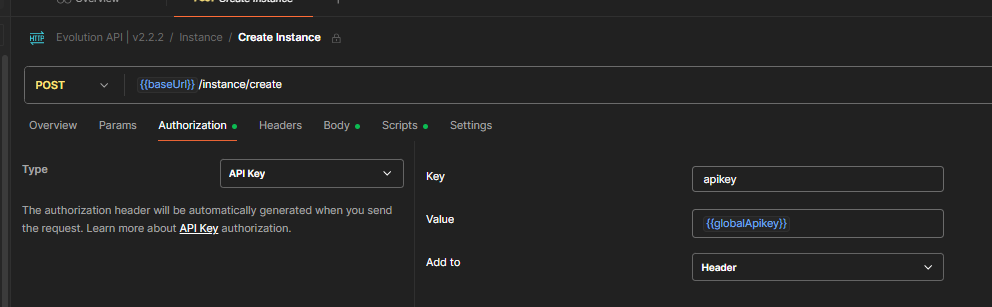 Overview POST Create Instance
HTTP Evolution API | v2.2.2 / Instance / Create Instance
POST {{baseUrl}} /instance/create
Overview Params Authorization Headers Body Scripts Settings
Type API Key
The authorization header will be automatically generated when you send
the request. Learn more about API Key authorization.
Key apikey
Value {{globalApikey}}
Add to Header